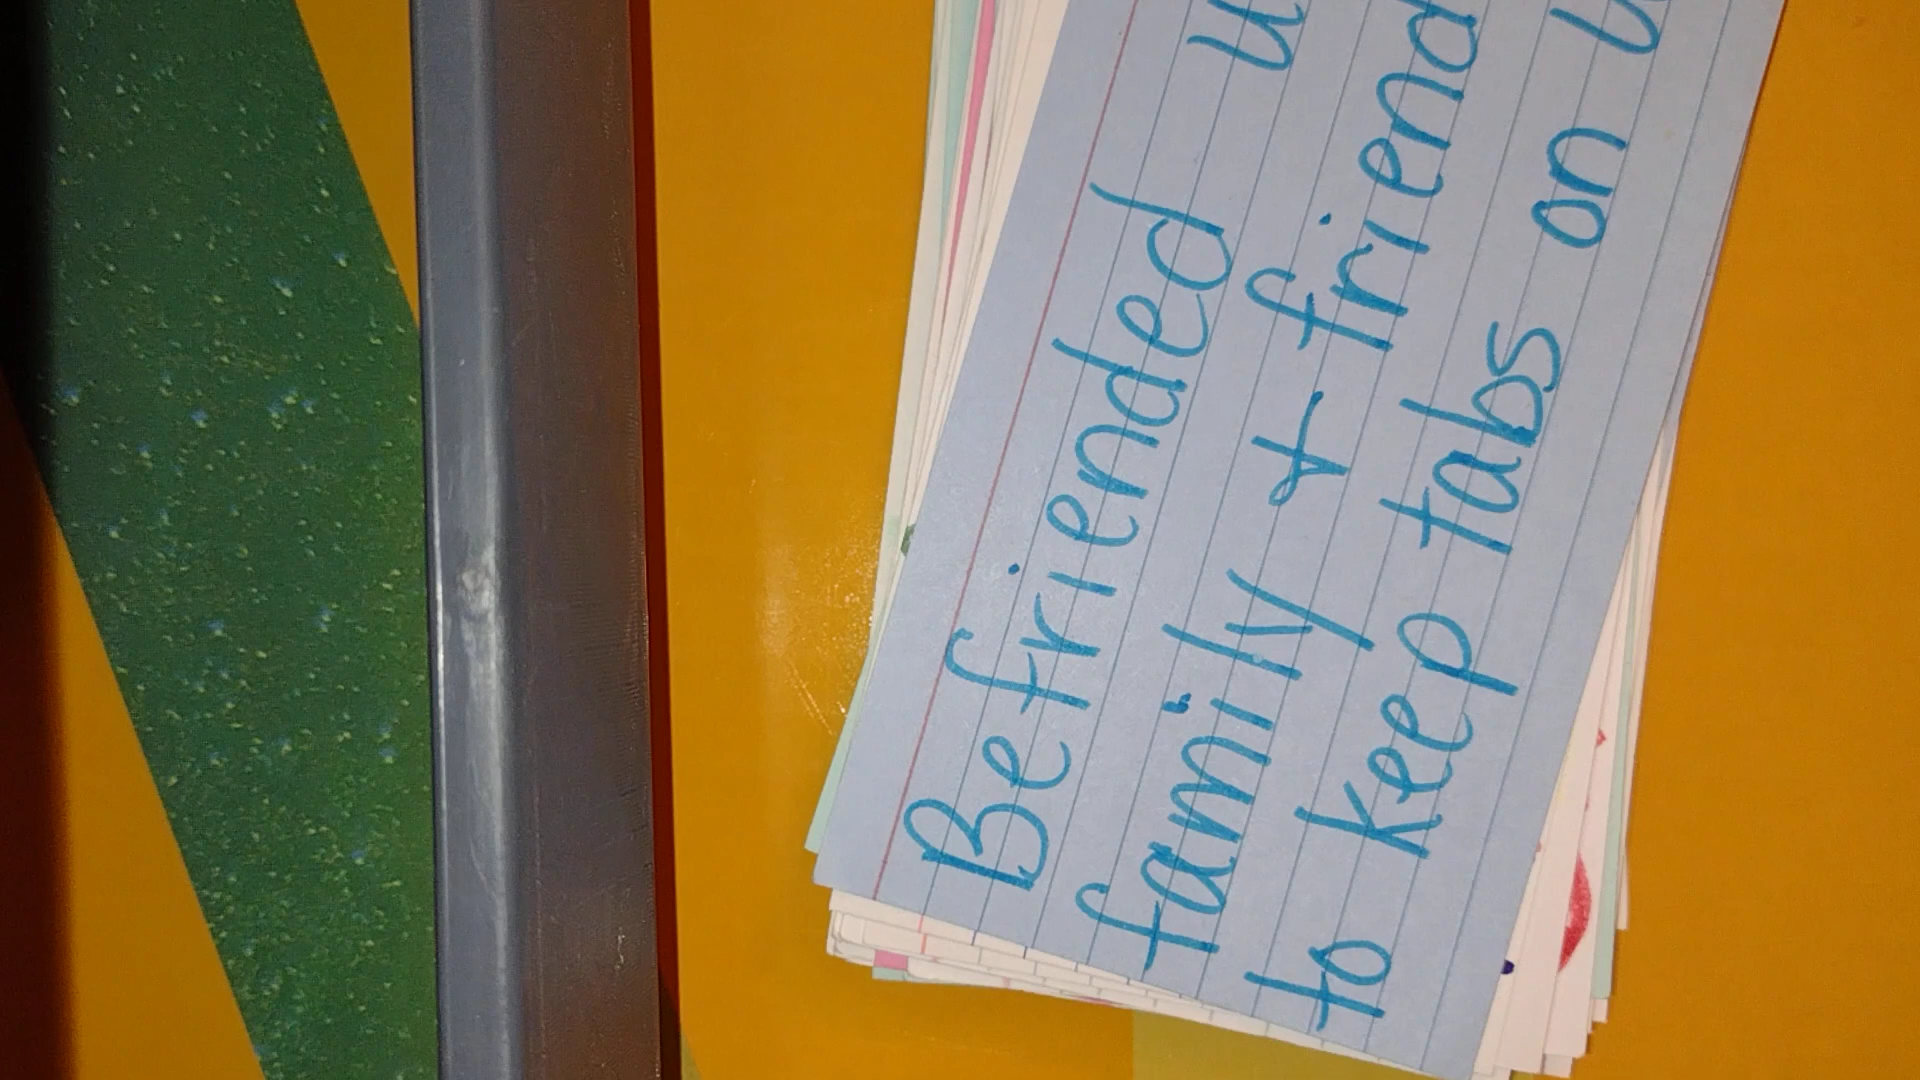 Befriended u
family & friend
to keep tabs on u